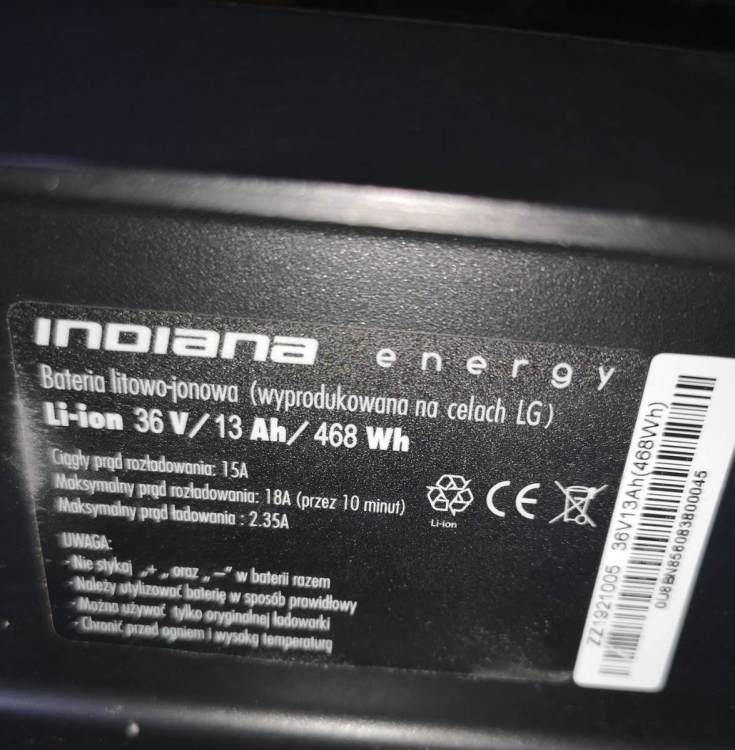 INDIANA energy
Bateria litowo-jonowa (wyprodukowana na celach LG)
Li-ion 36 V/13 Ah/468 Wh
Ciągły prąd rozładowania: 15A
Maksymalny prąd rozładowania: 18A (przez 10 minut)
Maksymalny prąd ładowania : 2.35A
Li-ion
CE
UWAGA:
-Nie stykaj „+„ oraz „–" w baterii razem
-Należy utylizować baterię w sposób prawidłowy
-Można używać tylko oryginalnej ładowarki
-Chronić przed ogniem i wysoką temperaturą
ZZ1921005 36V13Ah(468Wh)
0U8BN856083800045